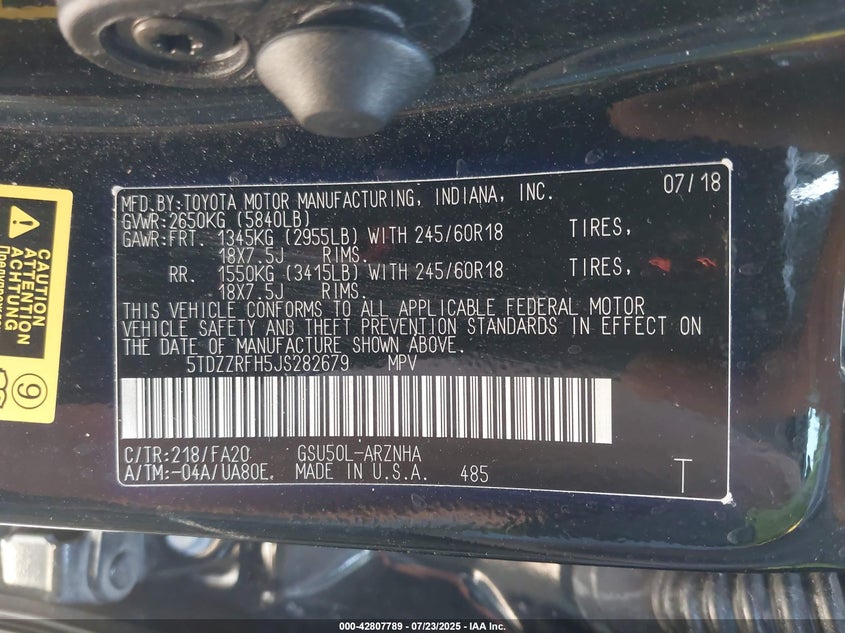 MFD.BY:TOYOTA MOTOR MANUFACTURING, INDIANA, INC. 07/18
GVWR:2650KG (5840LB)
GAWR:FRT. 1345KG (2955LB) WITH 245/60R18 TIRES,
18X7.5J RIMS.
RR. 1550KG (3415LB) WITH 245/60R18 TIRES,
18X7.5J RIMS.
THIS VEHICLE CONFORMS TO ALL APPLICABLE FEDERAL MOTOR
VEHICLE SAFETY AND THEFT PREVENTION STANDARDS IN EFFECT ON
THE DATE OF MANUFACTURE SHOWN ABOVE.
5TDZZRFH5JS282679 MPV
C/TR:218/FA20 GSU50L-ARZNHA
A/TM:-04A/UA80E. MADE IN U.S.A. 485 T
CAUTION
ATTENTION
ACHTUNG
9
000-42807789 - 07/23/2025 - IAA Inc.